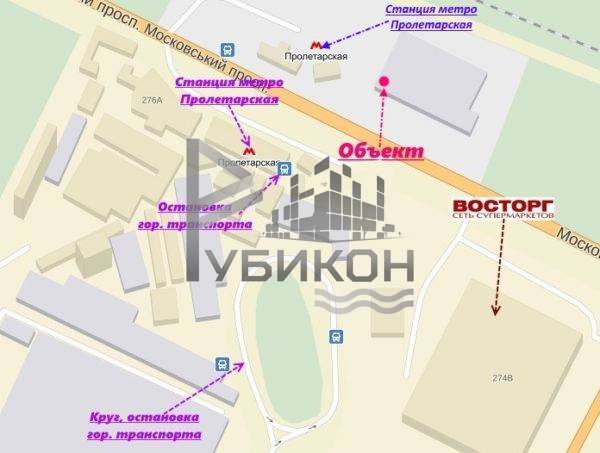 Станция метро
Пролетарская
й просп. Московський просп.
Пролетарская
Станция метро
Пролетарская
276А
Объект
Пролетарская
ВОСТОРГ
СЕТЬ СУПЕРМАРКЕТОВ
Остановка
гор. транспорта
Моско
РУБИКОН
274В
Круг, остановка
гор. транспорта